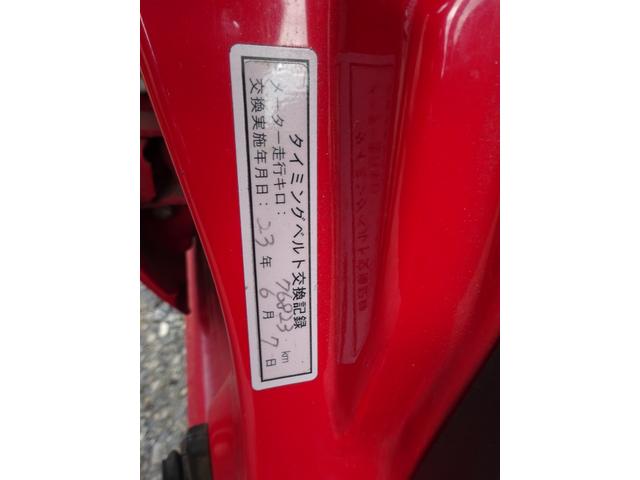 タイミングベルト交換記録
メーター走行キロ: 76823 km
交換実施年月日: 23年 6月 7日